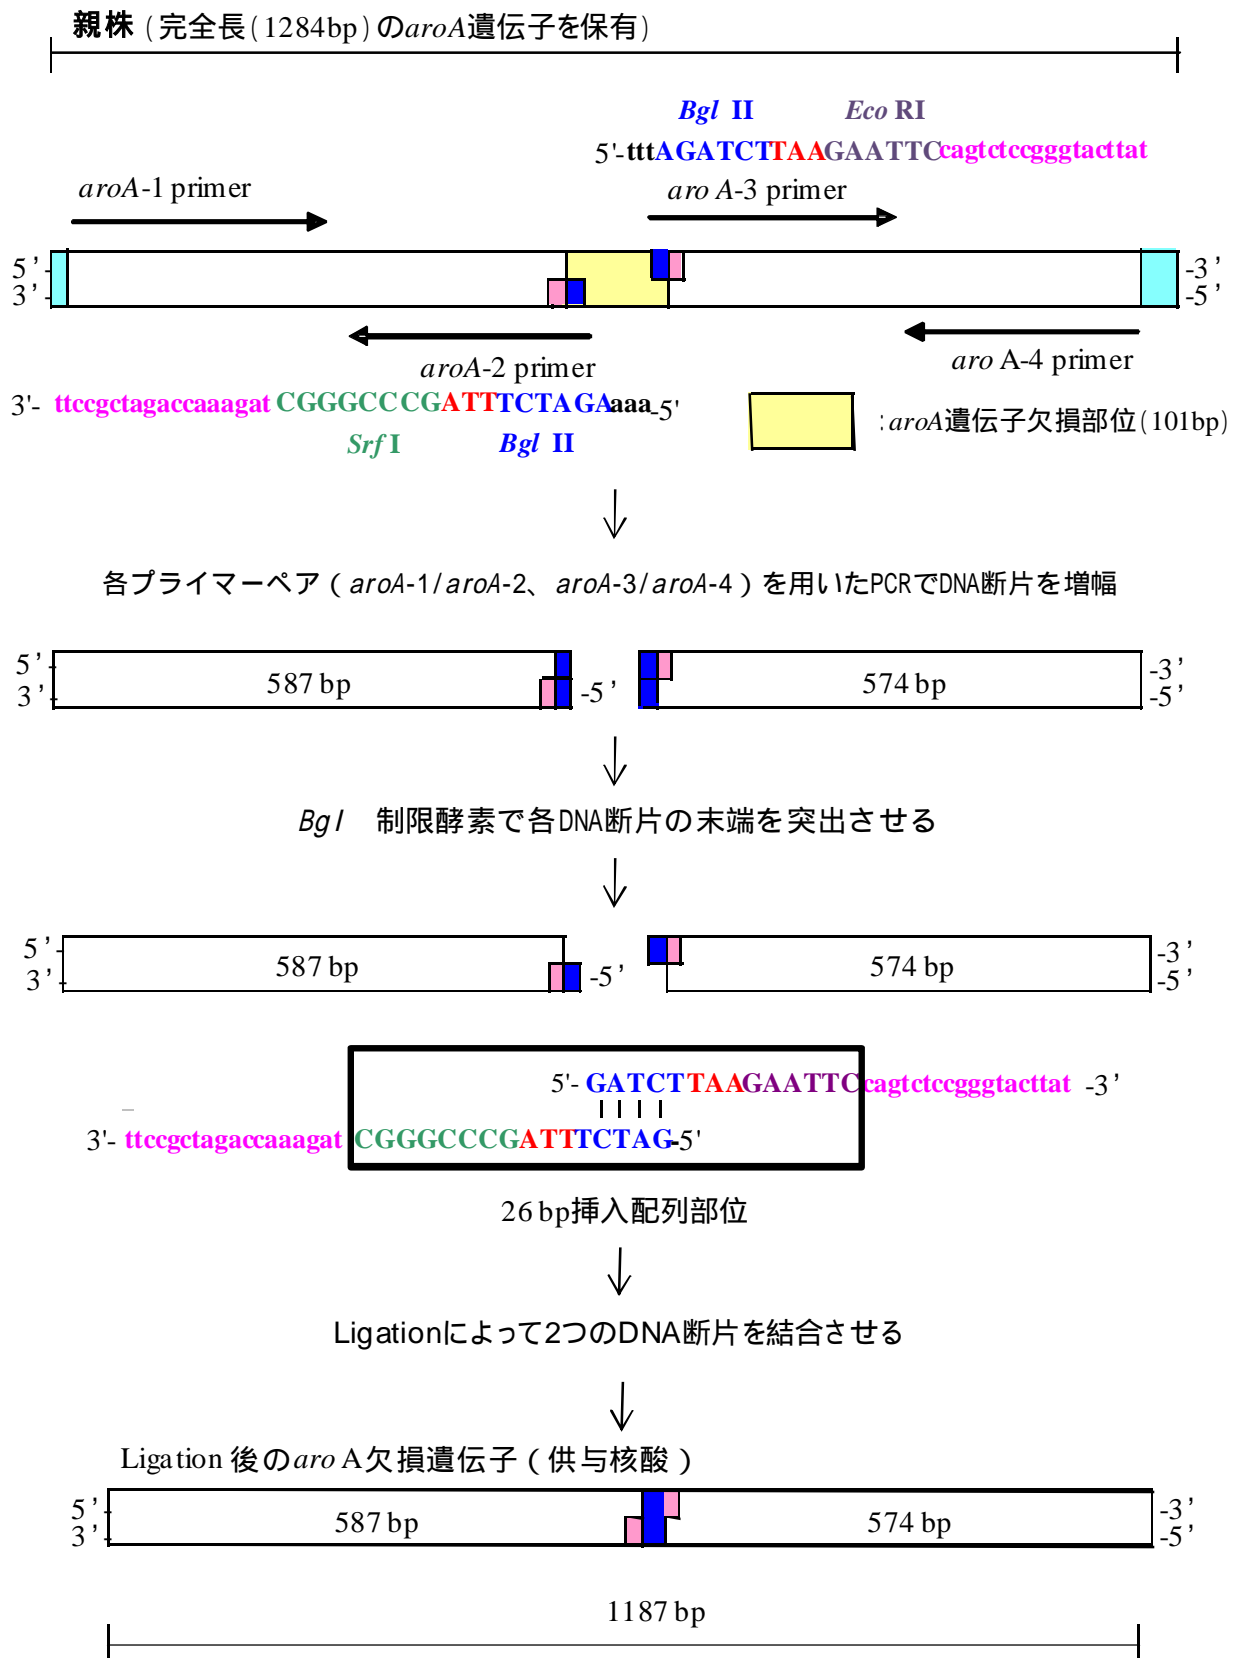 親株（完全長(1284bp)のaroA遺伝子を保有）
Bgl II Eco RI
5'-tttAGATCTTAAGAATTCcagtctccgggtacttat
aroA-1 primer aro A-3 primer
5’ -3’
3’ -5’
aroA-2 primer aro A-4 primer
3'- ttccgctagaccaaagat CGGGCCCGATTTCTAGAaaa-5'
:aroA遺伝子欠損部位(101bp)
Srf I Bgl II
各プライマーペア（aroA-1/aroA-2、aroA-3/aroA-4）を用いたPCRでDNA断片を増幅
5’ -3’
587 bp -5’ 574 bp
3’ -5’
Bgl 制限酵素で各DNA断片の末端を突出させる
5’ -3’
587 bp -5’ 574 bp
3’ -5’
5'- GATCTTAAGAATTCcagtctccgggtacttat -3’
3'- ttccgctagaccaaagat CGGGCCCGATTTCTAG-5'
26 bp挿入配列部位
Ligationによって2つのDNA断片を結合させる
Ligation 後のaro A欠損遺伝子（供与核酸）
5’ -3’
587 bp 574 bp
3’ -5’
1187 bp